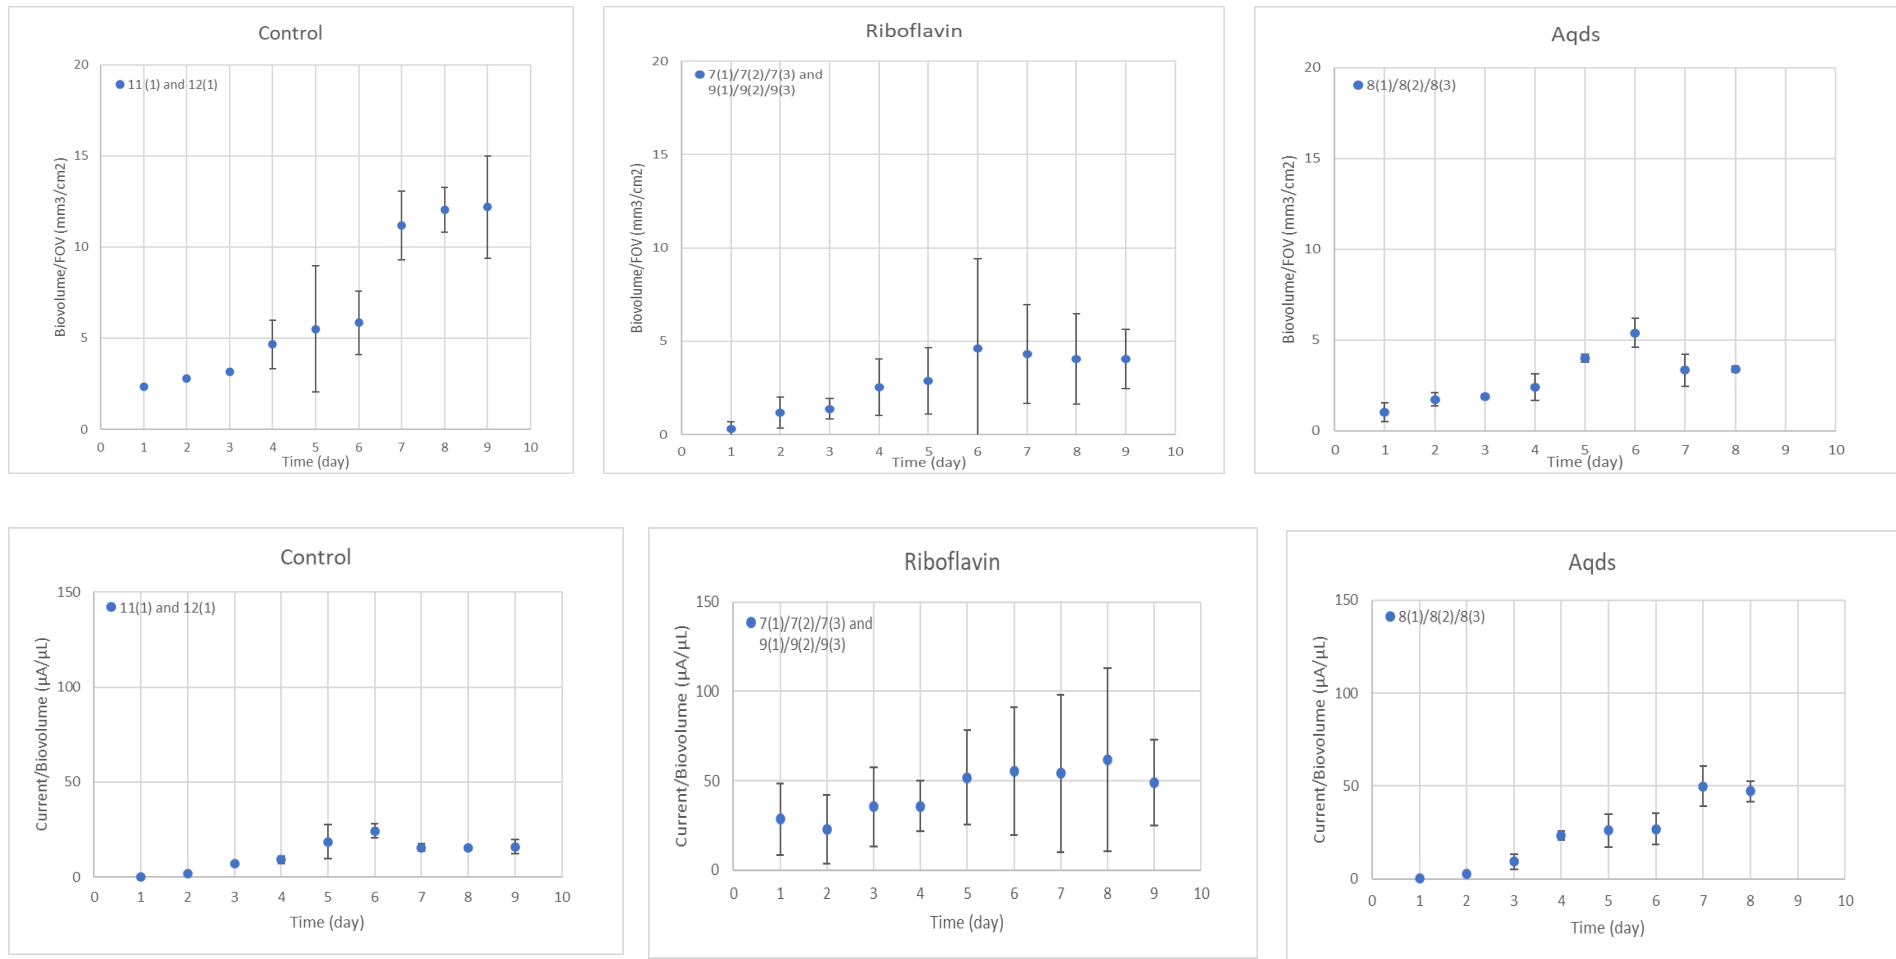 Control
20
15
10
5
0
0 1 2 3 4 5 6 7 8 9 10
Time (day)
Biovolume/FOV (mm3/cm2)
11 (1) and 12(1)
Riboflavin
20
15
10
5
0
0 1 2 3 4 5 6 7 8 9 10
Time (day)
Biovolume/FOV (mm3/cm2)
7(1)/7(2)/7(3) and
9(1)/9(2)/9(3)
Aqds
20
15
10
5
0
0 1 2 3 4 5 6 7 8 9 10
Time (day)
Biovolume/FOV (mm3/cm2)
8(1)/8(2)/8(3)
Control
150
100
50
0
0 1 2 3 4 5 6 7 8 9 10
Time (day)
Current/Biovolume (µA/µL)
11(1) and 12(1)
Riboflavin
150
100
50
0
0 1 2 3 4 5 6 7 8 9 10
Time (day)
Current/Biovolume (µA/µL)
7(1)/7(2)/7(3) and
9(1)/9(2)/9(3)
Aqds
150
100
50
0
0 1 2 3 4 5 6 7 8 9 10
Time (day)
Current/Biovolume (µA/µL)
8(1)/8(2)/8(3)